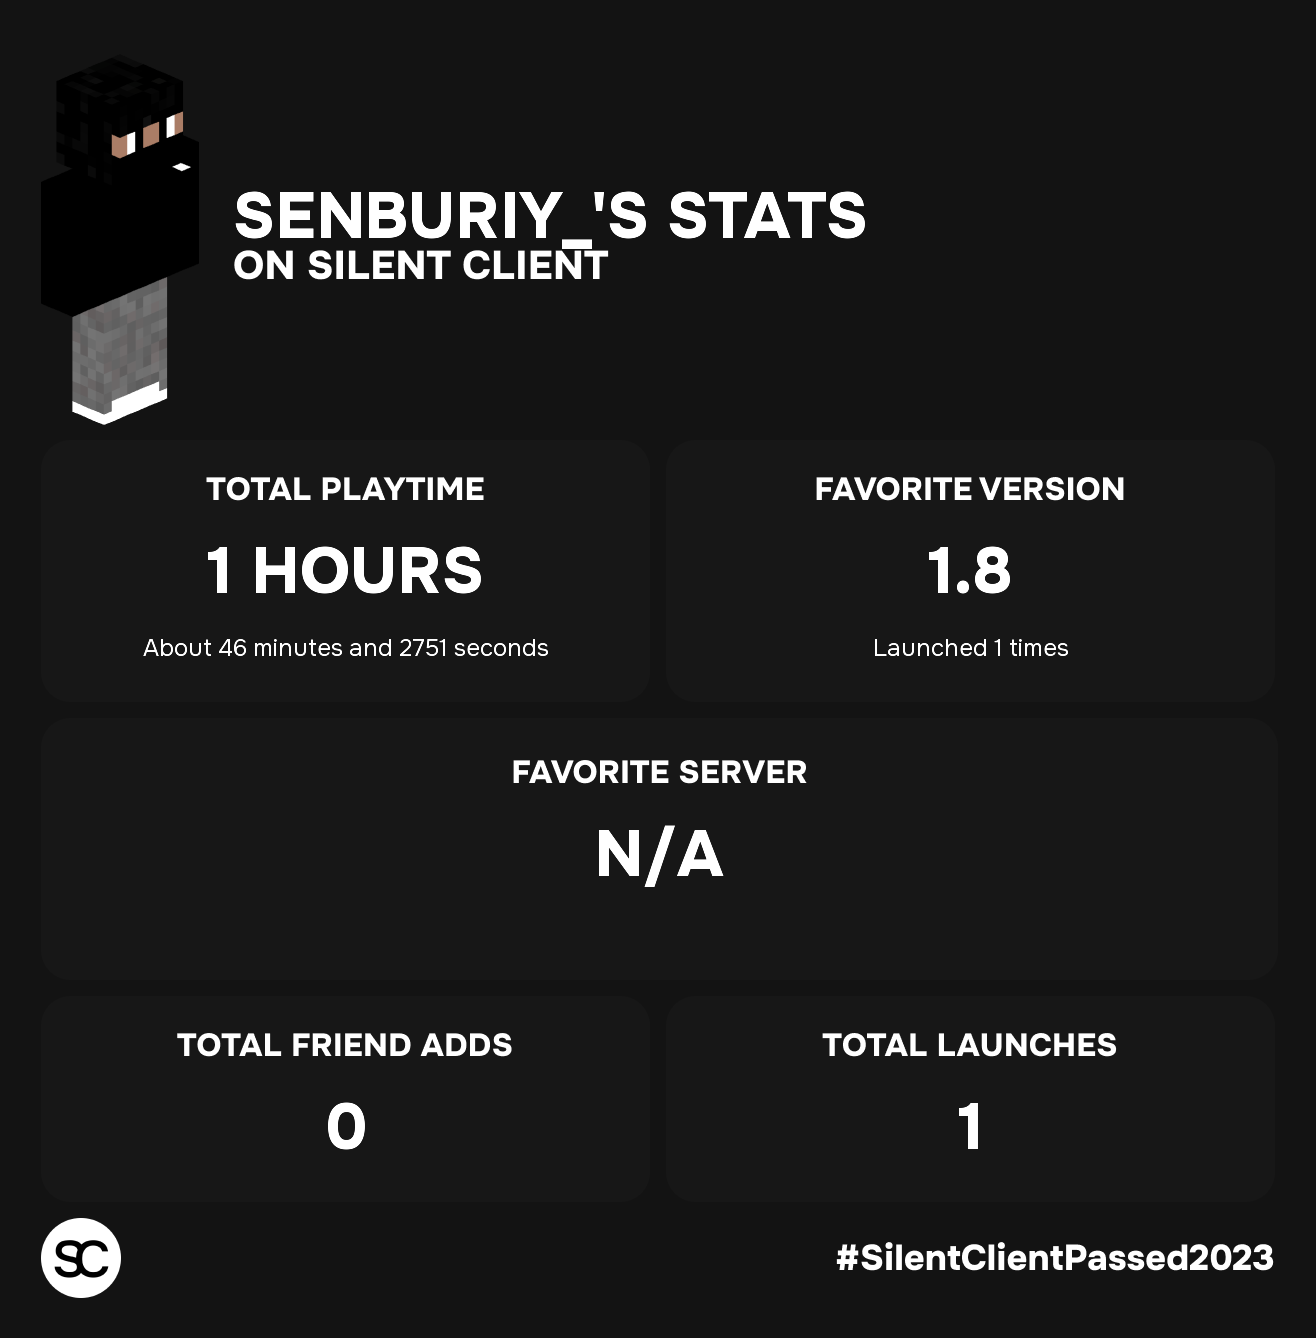 SENBURIY_'S STATS
ON SILENT CLIENT
TOTAL PLAYTIME
1 HOURS
About 46 minutes and 2751 seconds
FAVORITE VERSION
1.8
Launched 1 times
FAVORITE SERVER
N/A
TOTAL FRIEND ADDS
0
TOTAL LAUNCHES
1
SC
#SilentClientPassed2023